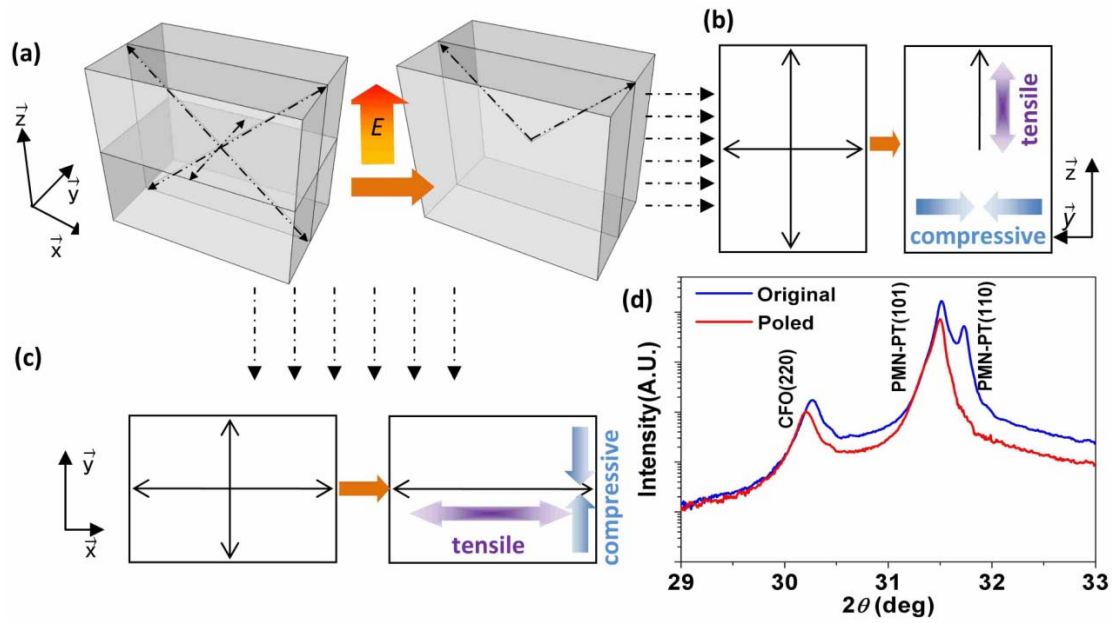 (a)
z
y
x
E
(b)
tensile
compressive
z
y
(c)
y
x
tensile
compressive
(d)
Original
Poled
CFO(220)
PMN-PT(101)
PMN-PT(110)
Intensity(A.U.)
29 30 31 32 33
2θ (deg)